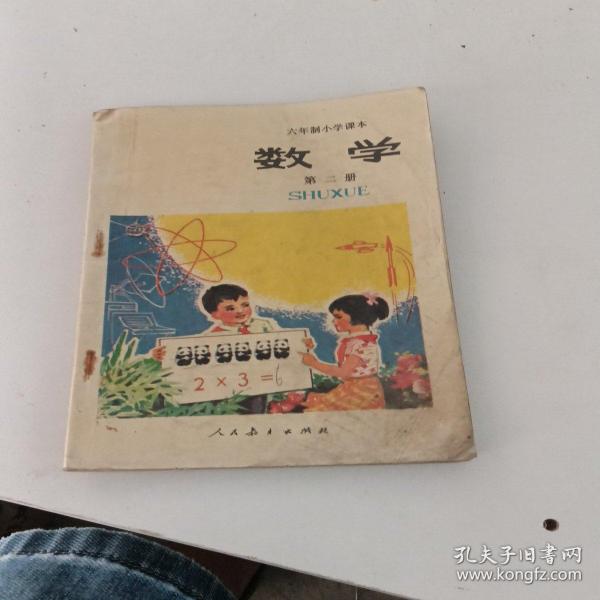 六年制小学课本
数学
第二册
SHUXUE
2 × 3 = 6
人民教育出版社
孔夫子旧书网
www.kongfz.com